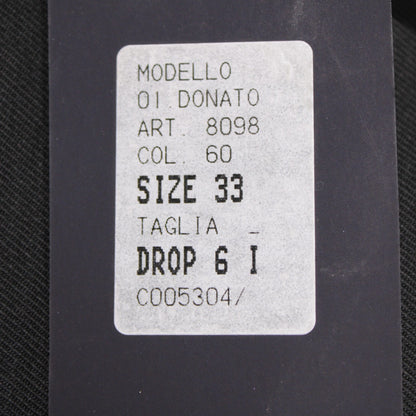 MODELLO
01 DONATO
ART. 8098
COL. 60
SIZE 33
TAGLIA _
DROP 6 I
C005304/